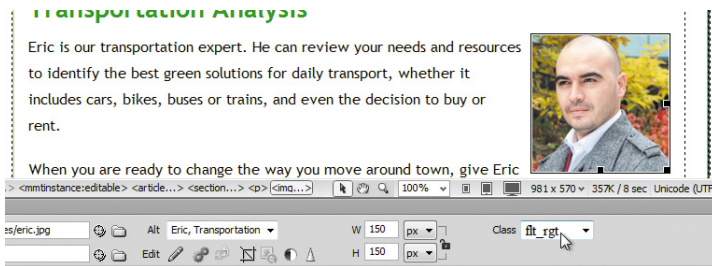 Transportation Analysis
Eric is our transportation expert. He can review your needs and resources
to identify the best green solutions for daily transport, whether it
includes cars, bikes, buses or trains, and even the decision to buy or
rent.
When you are ready to change the way you move around town, give Eric
.> <mmtinstance:editable> <article...> <section...> <p> <img...> 100% 981 x 570 357K / 8 sec Unicode (UTF
es/eric.jpg Alt Eric, Transportation W 150 px Class flt_rgt
Edit H 150 px